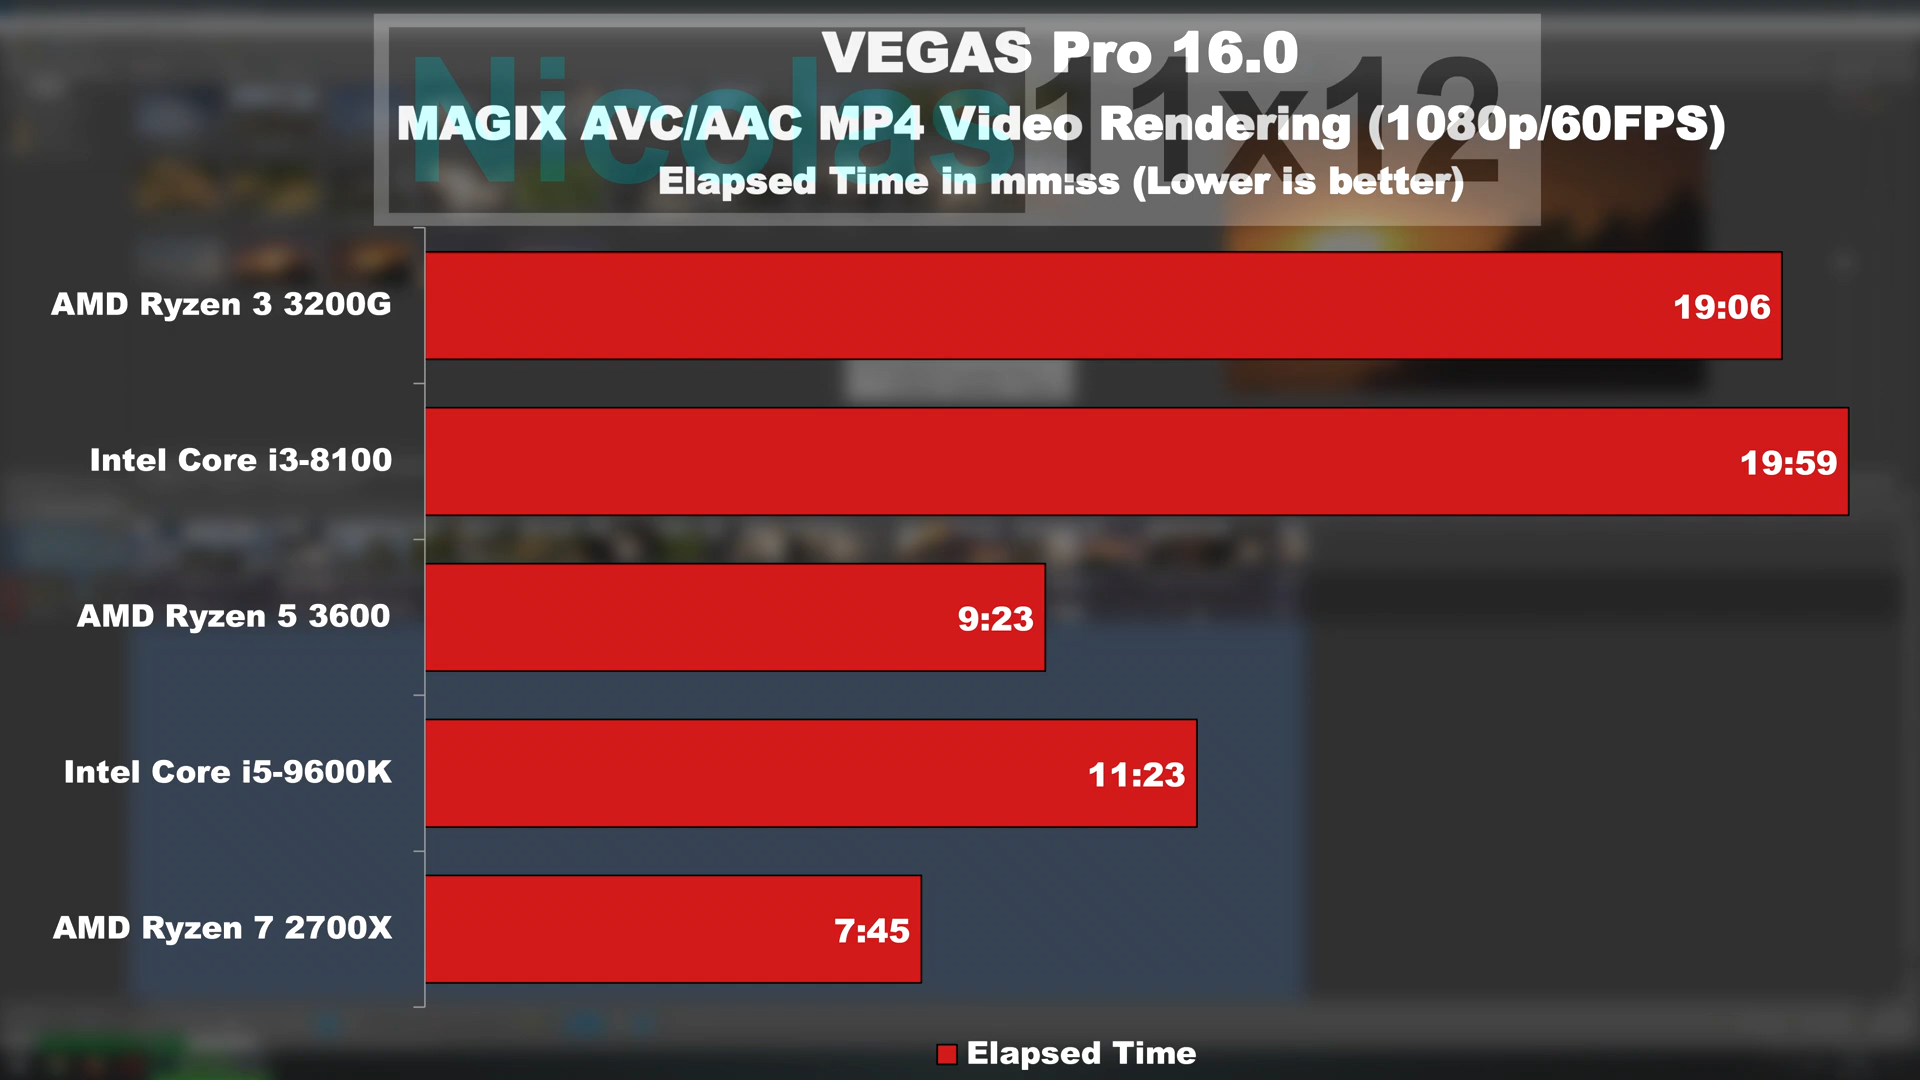 Nicolas11x12
VEGAS Pro 16.0
MAGIX AVC/AAC MP4 Video Rendering (1080p/60FPS)
Elapsed Time in mm:ss (Lower is better)
AMD Ryzen 3 3200G
19:06
Intel Core i3-8100
19:59
AMD Ryzen 5 3600
9:23
Intel Core i5-9600K
11:23
AMD Ryzen 7 2700X
7:45
Elapsed Time